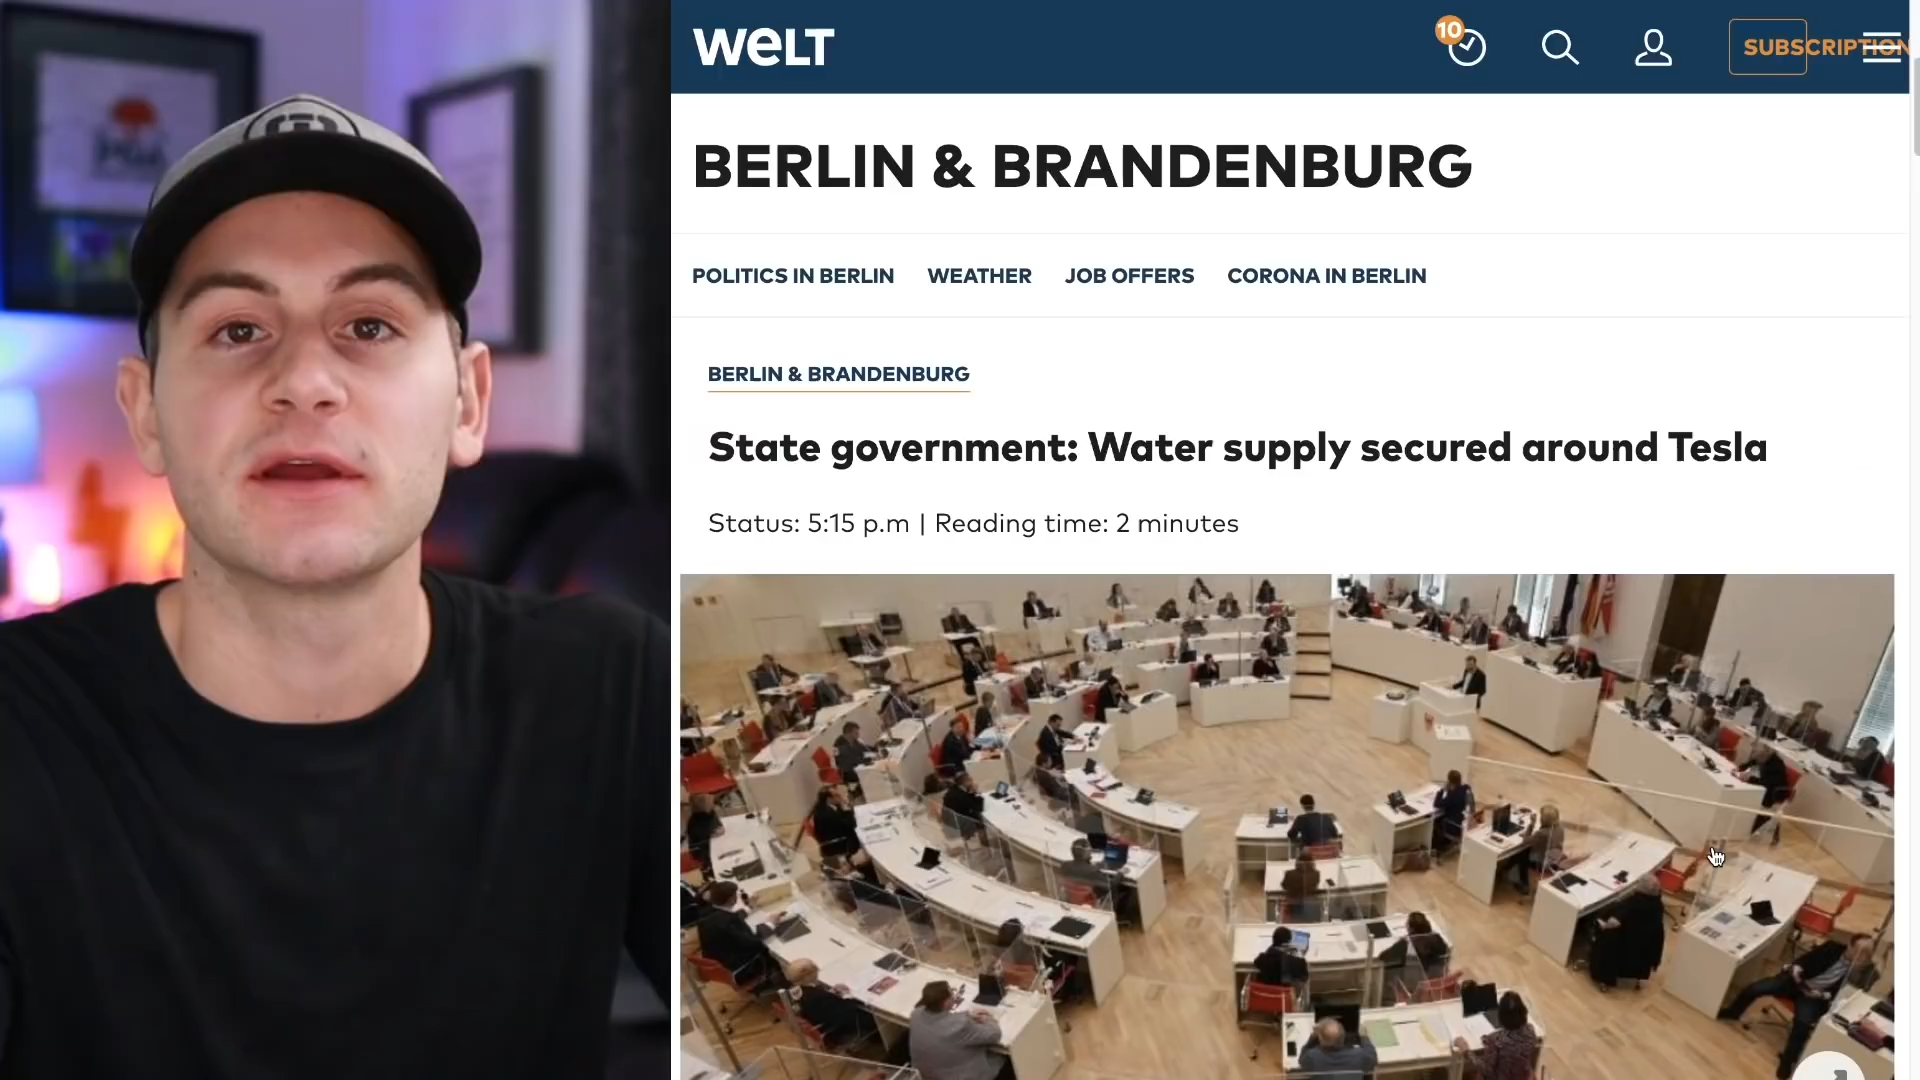 WELT
10
SUBSCRIPTION
BERLIN & BRANDENBURG
POLITICS IN BERLIN WEATHER JOB OFFERS CORONA IN BERLIN
BERLIN & BRANDENBURG
State government: Water supply secured around Tesla
Status: 5:15 p.m | Reading time: 2 minutes